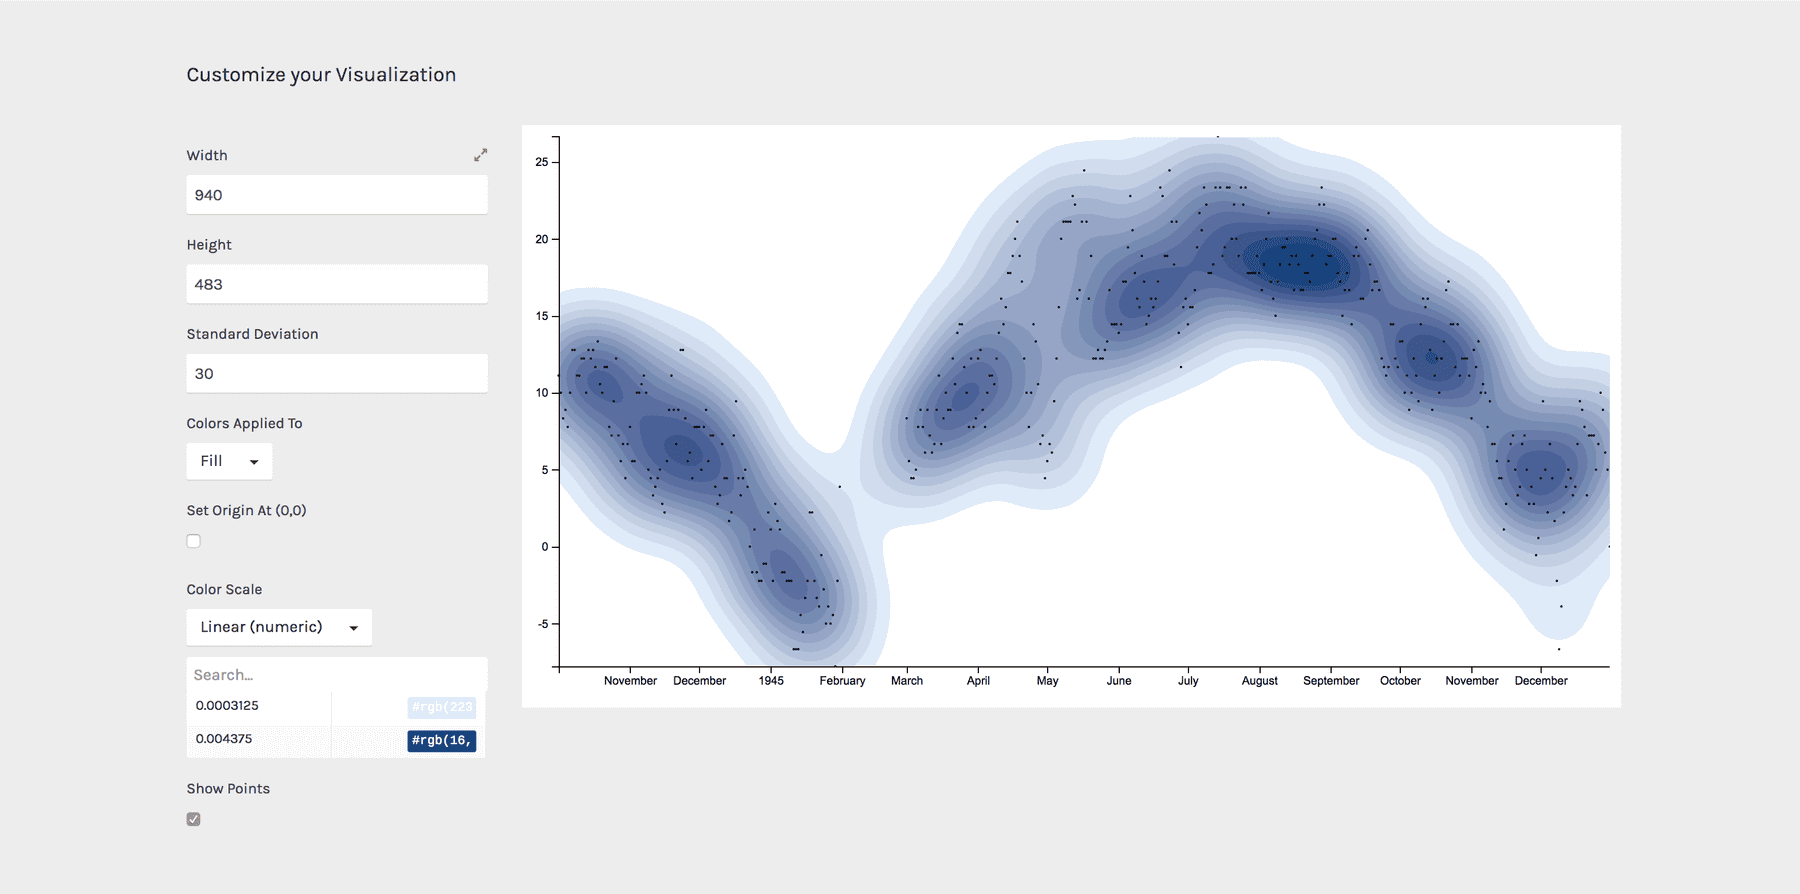 Customize your Visualization
Width
940
Height
483
Standard Deviation
30
Colors Applied To
Fill
Set Origin At (0,0)
Color Scale
Linear (numeric)
Search...
0.0003125 #rgb(223
0.004375 #rgb(16,
Show Points
25
20
15
10
5
0
-5
November December 1945 February March April May June July August September October November December